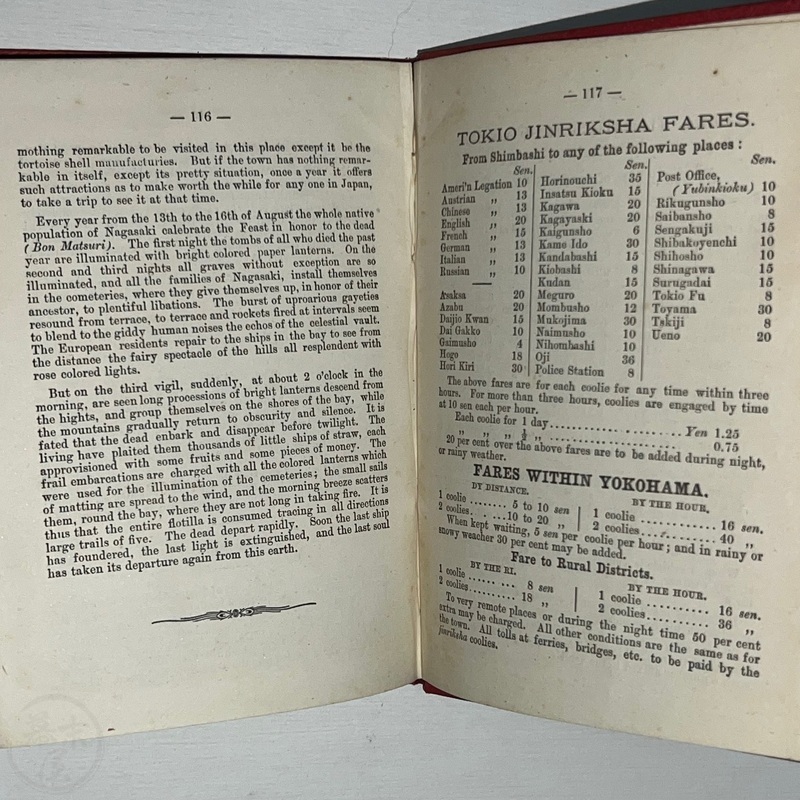 — 116 —
mothing remarkable to be visited in this place except it be the
tortoise shell manufacturies. But if the town has nothing remar-
kable in itself, except its pretty situation, once a year it offers
such attractions as to make worth the while for any one in Japan,
to take a trip to see it at that time.
Every year from the 13th to the 16th of August the whole native
population of Nagasaki calebrate the Feast in honor to the dead
(Bon Matsuri). The first night the tombs of all who died the past
year are illuminated with bright colored paper lanterns. On the
second and third nights all graves without exception are so
illuminated, and all the families of Nagasaki, install themselves
in the cemeteries, where they give themselves up, in honor of their
ancestor, to plentiful libations. The burst of uproarious gayeties
resound from terrace, to terrace and rockets fired at intervals seem
to blend to the giddy human noises the echos of the celestial vault.
The European residents repair to the ships in the bay to see from
the distance the fairy spectacle of the hills all resplendent with
rose colored lights.
But on the third vigil, suddenly, at about 2 o'clock in the
morning, are seen long processions of bright lanterns descend from
the hights, and group themselves on the shores of the bay, while
the mountains gradually return to obscurity and silence. It is
fated that the dead embark and disappear before twilight. The
living have plaited them thousands of little ships of straw, each
approvisioned with some fruits and some pieces of money. The
frail embarcations are charged with all the colored lanterns which
were used for the illumination of the cemeteries; the small sails
of matting are spread to the wind, and the morning breeze scatters
them, round the bay, where they are not long in taking fire. It is
thus that the entire flotilla is consumed tracing in all directions
large trails of five. The dead depart rapidly. Soon the last ship
has foundered, the last light is extinguished, and the last soul
has taken its departure again from this earth.
— 117 —
TOKIO JINRIKSHA FARES.
From Shimbashi to any of the following places :
Sen.
Ameri'n Legation 10
Austrian „ 13
Chinese „ 13
English „ 20
French „ 15
German „ 13
Italian „ 13
Russian „ 10
Asaksa 20
Azabu 20
Daijio Kwan 15
Dai Gakko 10
Gaimusho 4
Hogo 18
Hori Kiri 30
Sen.
Horinouchi 35
Insatsu Kioku 15
Kagawa 20
Kagayaski 20
Kaigunsho 6
Kame Ido 30
Kandabashi 15
Kiobashi 8
Kudan 15
Meguro 20
Mombusho 12
Mukojima 30
Naimusho 10
Nihombashi 10
Oji 36
Police Station 8
Sen.
Post Office,
(Yubinkioku) 10
Rikugunsho 10
Saibansho 8
Sengakuji 15
Shibakoyenchi 10
Shihosho 10
Shinagawa 15
Surugadai 15
Tokio Fu 8
Toyama 30
Tskiji 8
Ueno 20
The above fares are for each coolie for any time within three
hours. For more than three hours, coolies are engaged by time
at 10 sen each per hour.
Each coolie for 1 day.................... Yen 1.25
„ „ „ ½ „ .................... 0.75
20 per cent over the above fares are to be added during night,
or rainy weather.
FARES WITHIN YOKOHAMA.
BY DISTANCE.
1 coolie ........ 5 to 10 sen
2 coolies. . ...10 to 20 „
BY THE HOUR.
1 coolie ............ 16 sen.
2 coolies............ 40 „
When kept waiting, 5 sen per coolie per hour; and in rainy or
snowy weacher 30 per cent may be added.
Fare to Rural Districts.
BY THE RI.
1 coolie ......... 8 sen
2 coolies........ 18 „
BY THE HOUR.
1 coolie .......... 16 sen.
2 coolies.......... 36 „
To very remote places or during the night time 50 per cent
extra may be charged. All other conditions are the same as for
the town. All tolls at ferries, bridges, etc. to be paid by the
jinriksha coolies.